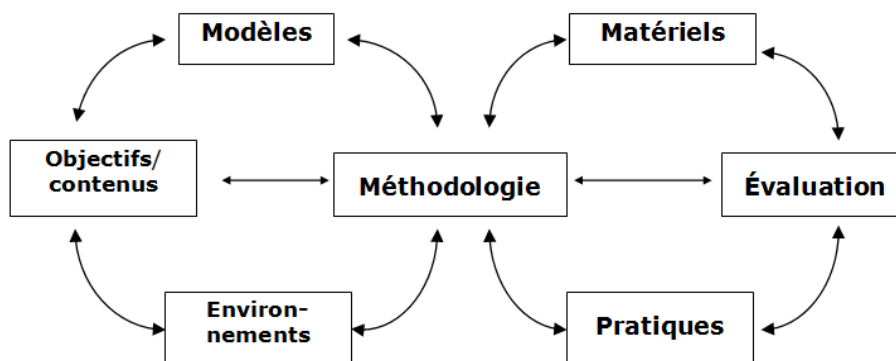 Modèles
Matériels
Objectifs/
contenus
Méthodologie
Évaluation
Environ-
nements
Pratiques